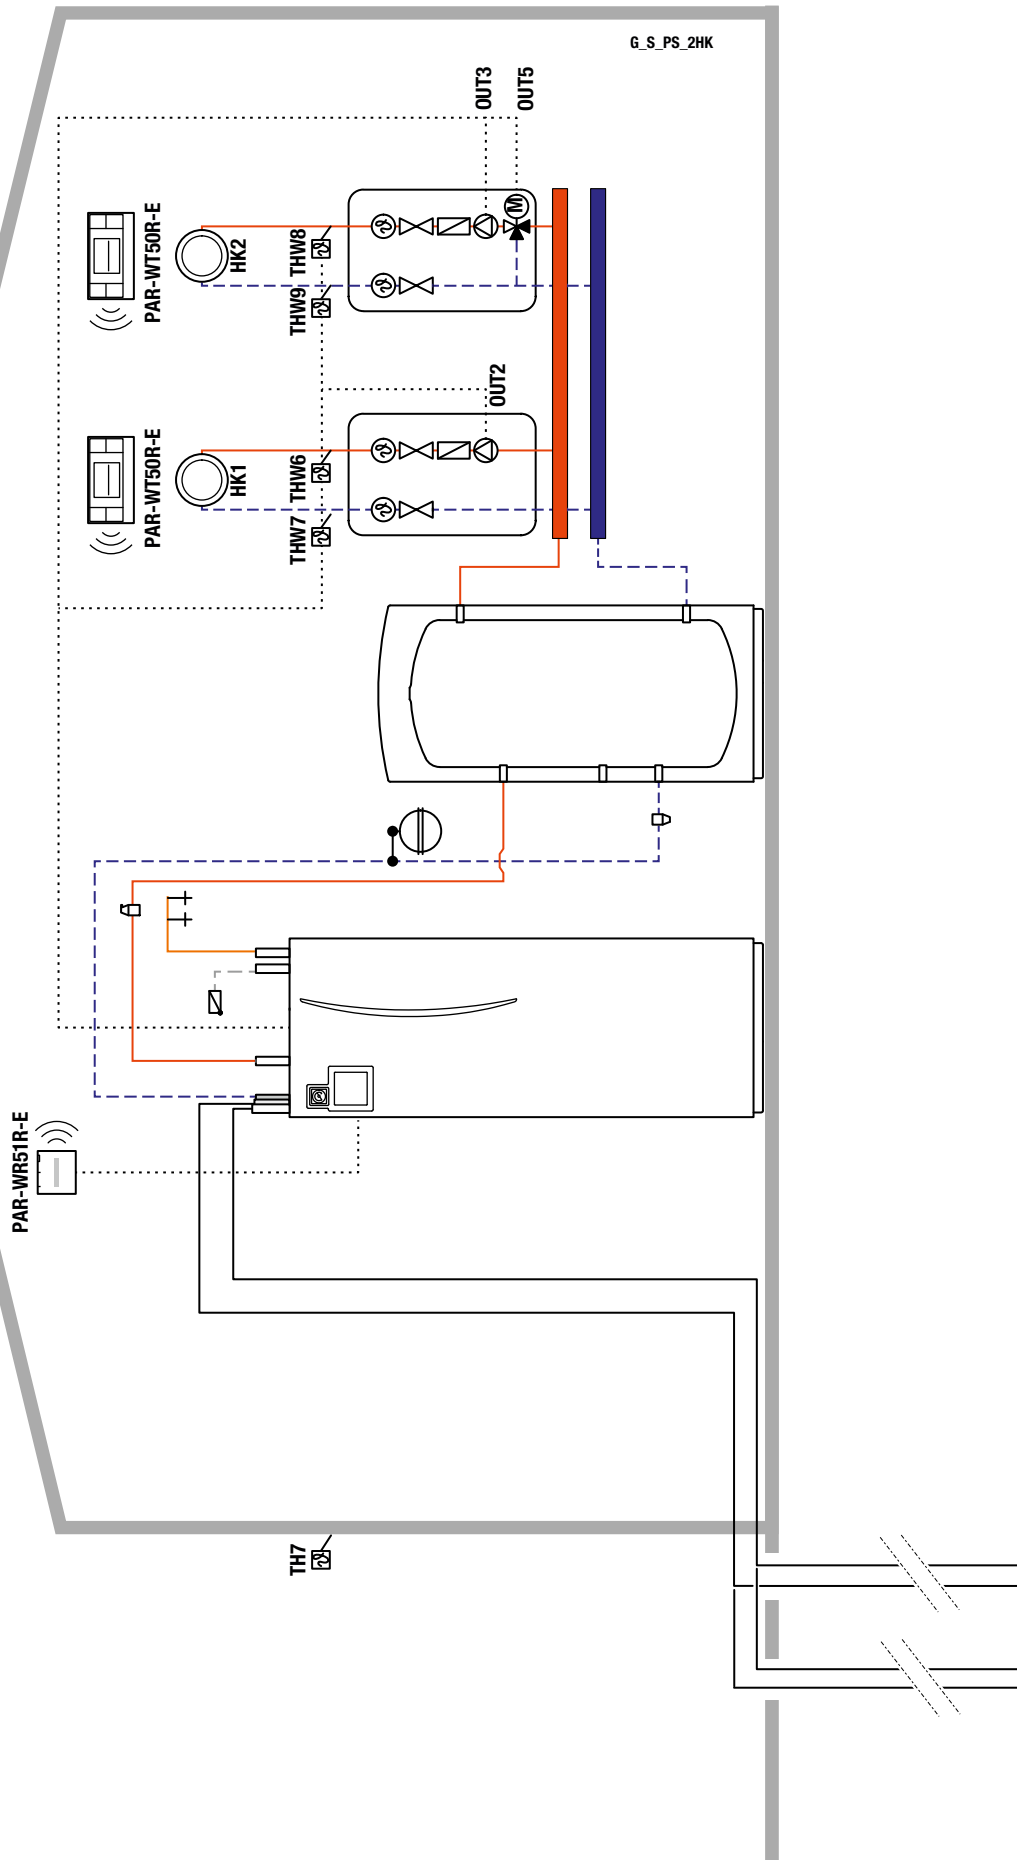 G_S_PS_2HK
OUT3
OUT5
PAR-WT50R-E
HK2
THW8
THW9
M
OUT2
PAR-WT50R-E
HK1
THW6
THW7
PAR-WR51R-E
TH7